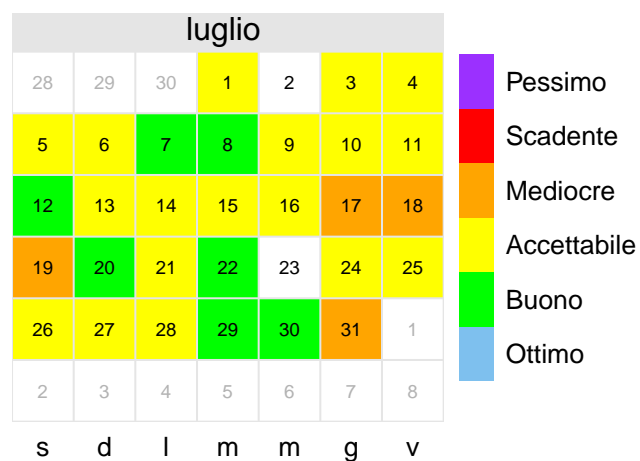 luglio
28 29 30 1 2 3 4
5 6 7 8 9 10 11
12 13 14 15 16 17 18
19 20 21 22 23 24 25
26 27 28 29 30 31 1
2 3 4 5 6 7 8
s d l m m g v
Pessimo
Scadente
Mediocre
Accettabile
Buono
Ottimo